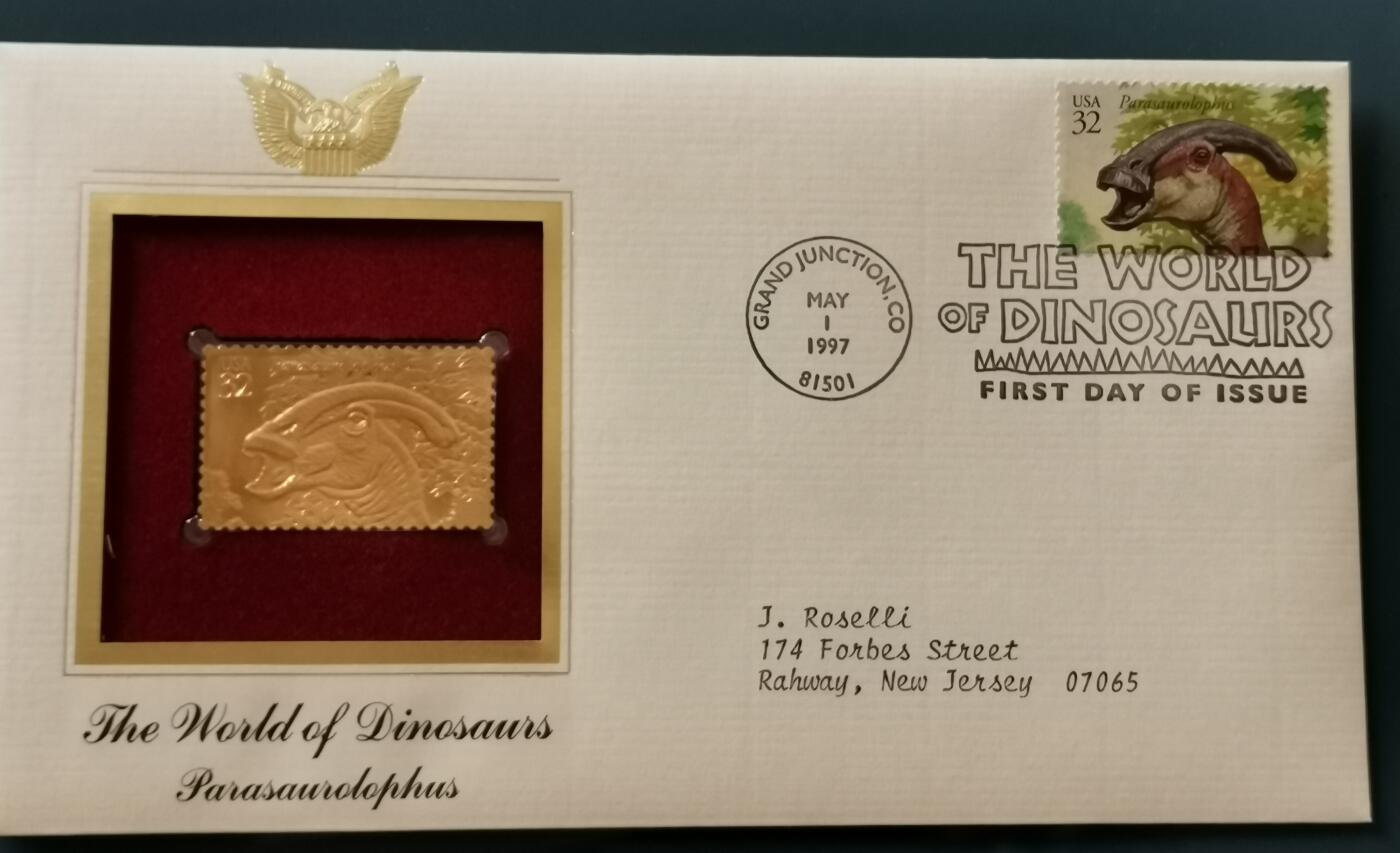 USA
32
Parasaurolophus
32
GRAND JUNCTION, CO
MAY
1
1997
81501
THE WORLD
OF DINOSAURS
FIRST DAY OF ISSUE
J. Roselli
174 Forbes Street
Rahway, New Jersey 07065
The World of Dinosaurs
Parasaurolophus